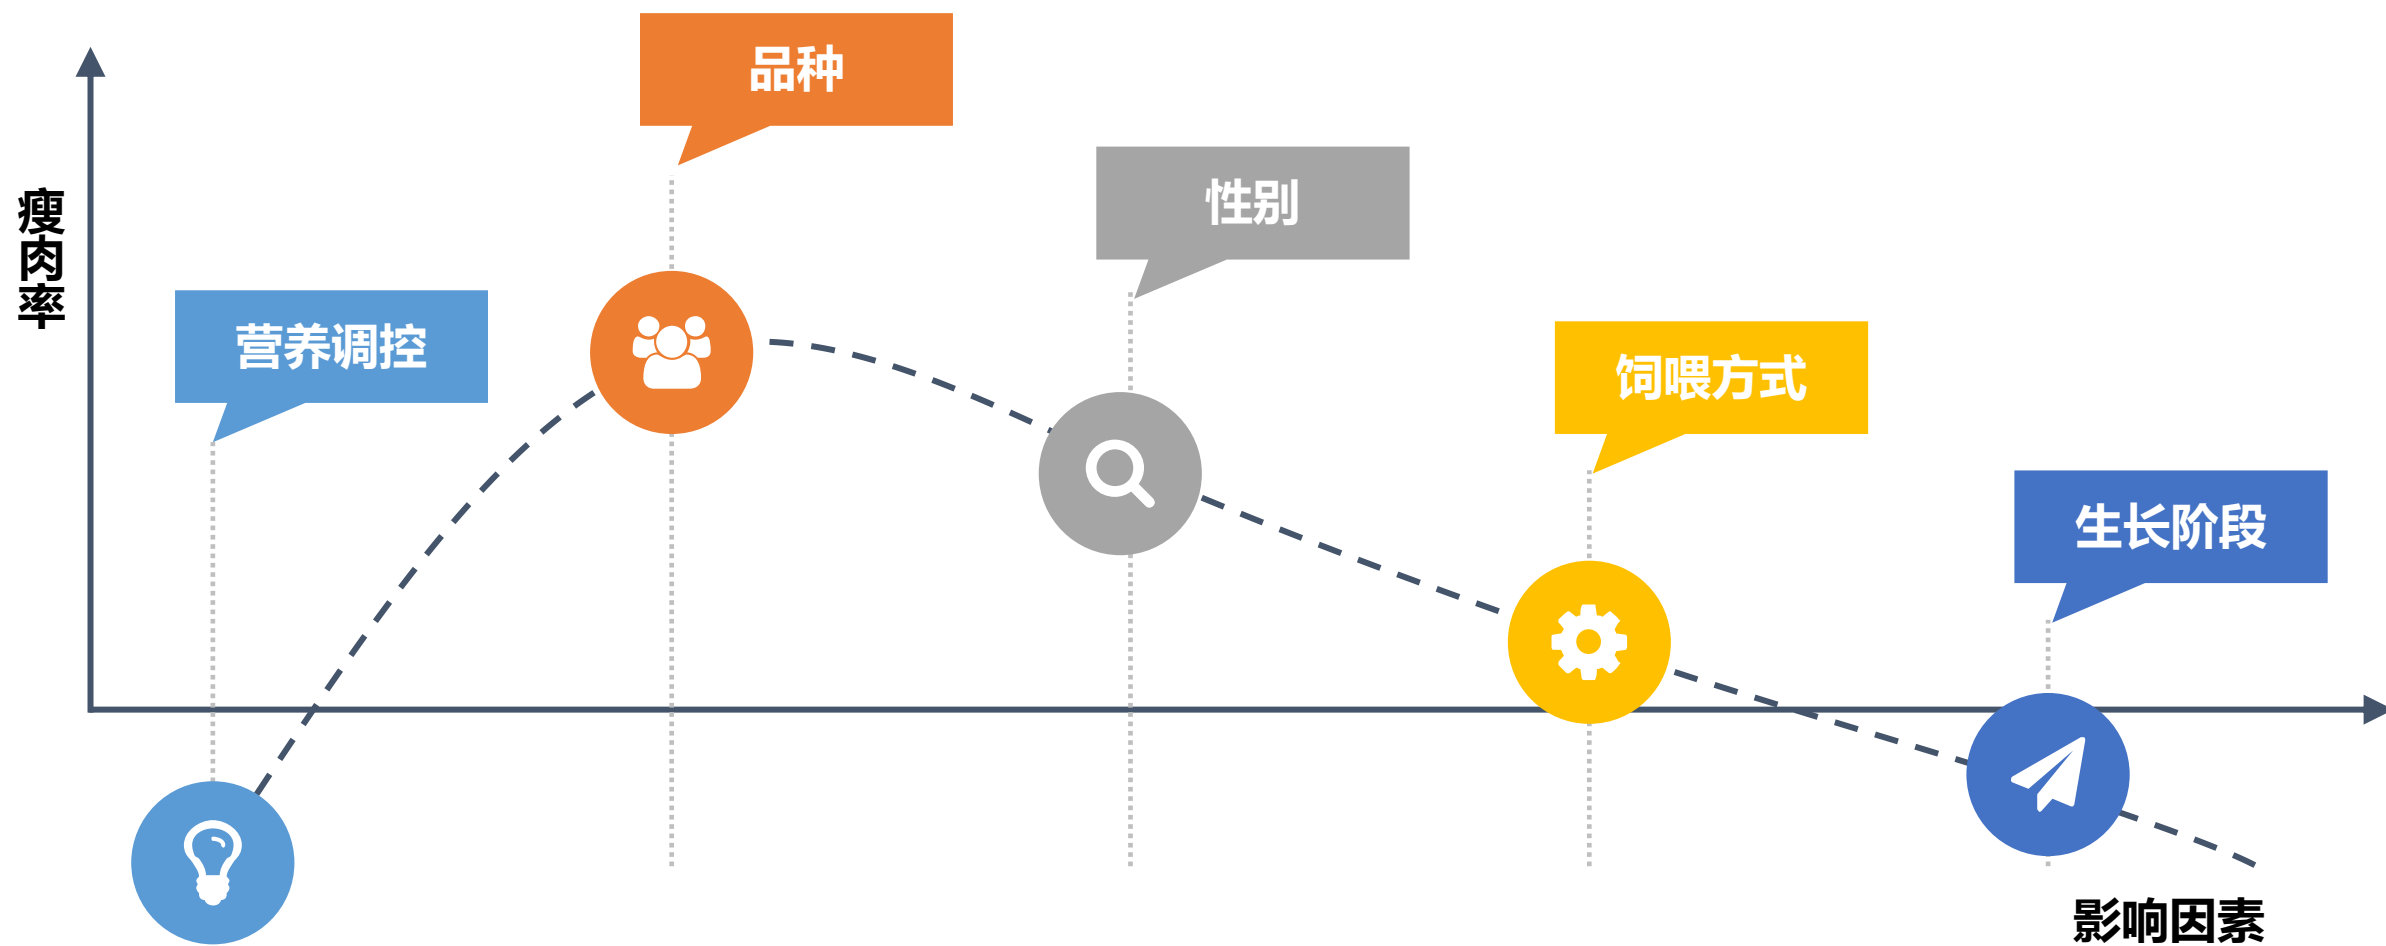 品种
性别
瘦肉率
营养调控
饲喂方式
生长阶段
影响因素